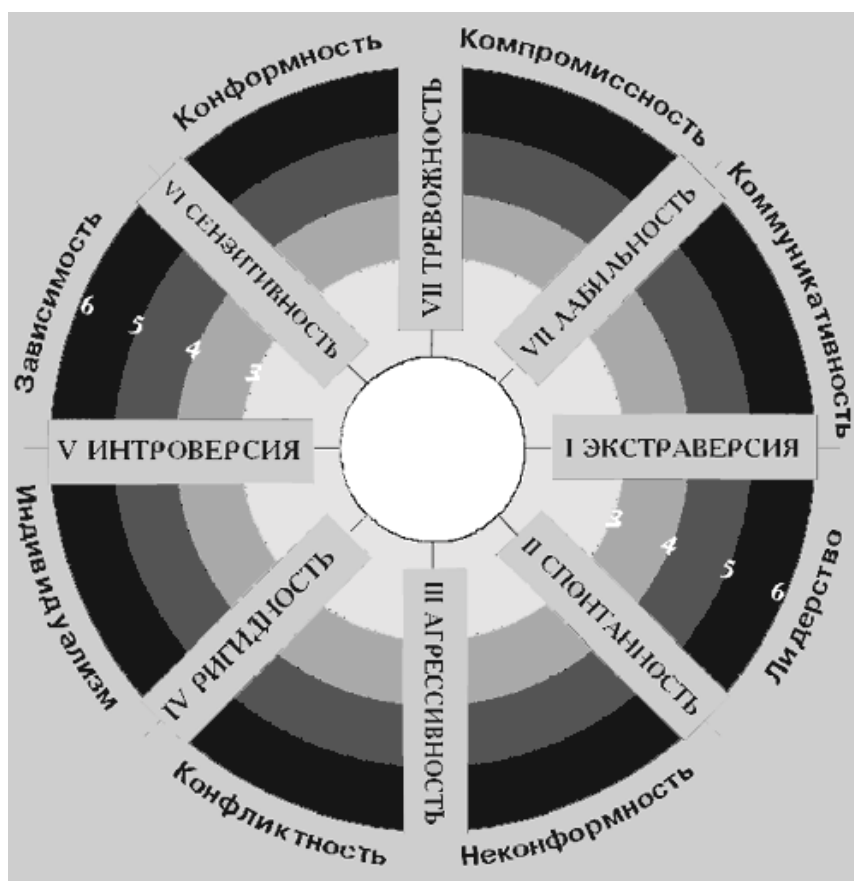 Конформность
Компромиссность
Коммуникативность
Лидерство
Неконформность
Конфликтность
Индивидуализм
Зависимость
VII ТРЕВОЖНОСТЬ
VII ЛАБИЛЬНОСТЬ
I ЭКСТРАВЕРСИЯ
II СПОНТАННОСТЬ
III АГРЕССИВНОСТЬ
IV РИГИДНОСТЬ
V ИНТРОВЕРСИЯ
VI СЕНЗИТИВНОСТЬ
6 5 4 3
3 4 5 6